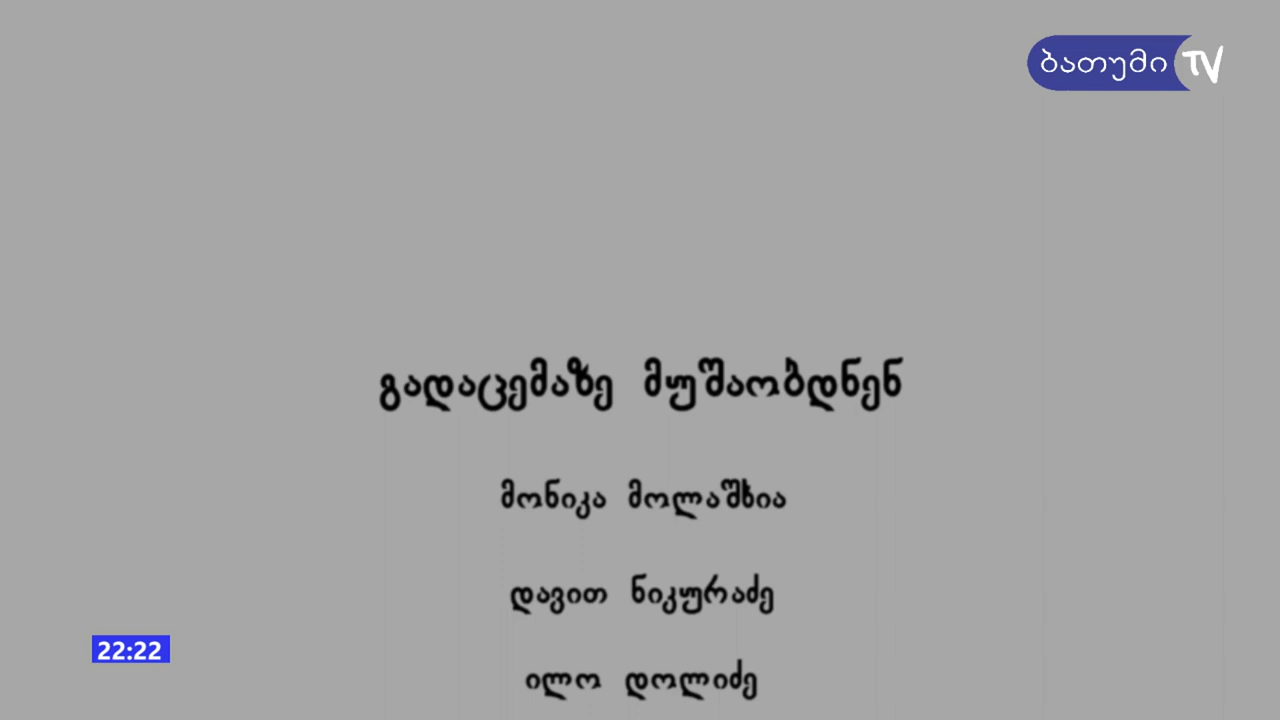 ბათუმი TV
გადაცემაზე მუშაობდნენ
მონიკა მოლაშხია
დავით ნიკურაძე
ილო დოლიძე
22:22